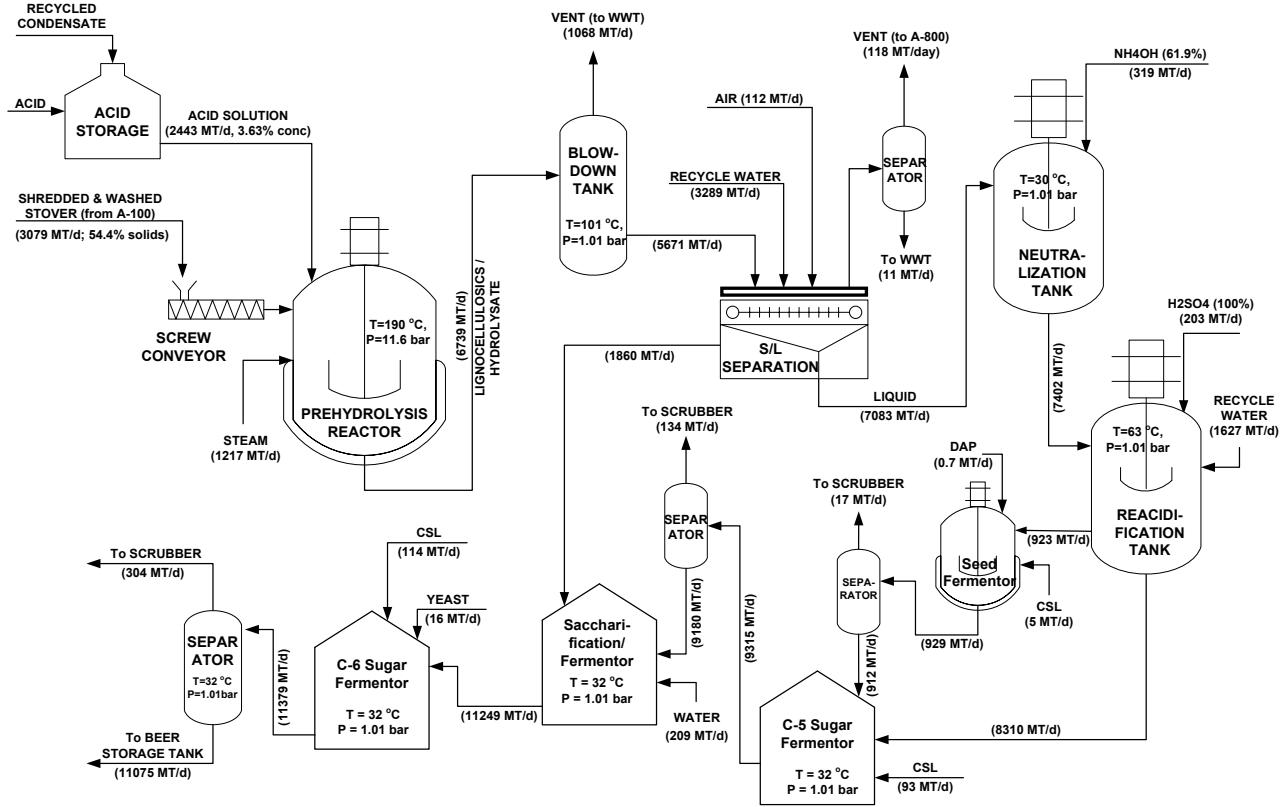 RECYCLED
CONDENSATE
ACID
ACID
STORAGE
ACID SOLUTION
(2443 MT/d, 3.63% conc)
SHREDDED & WASHED
STOVER (from A-100)
(3079 MT/d; 54.4% solids)
SCREW
CONVEYOR
STEAM
(1217 MT/d)
T=190 °C,
P=11.6 bar
PREHYDROLYSIS
REACTOR
(6739 MT/d)
LIGNOCELLULOSICS /
HYDROLYSATE
VENT (to WWT)
(1068 MT/d)
BLOW-
DOWN
TANK
T=101 °C,
P=1.01 bar
(5671 MT/d)
AIR (112 MT/d)
RECYCLE WATER
(3289 MT/d)
VENT (to A-800)
(118 MT/day)
SEPAR
ATOR
To WWT
(11 MT/d)
S/L
SEPARATION
(1860 MT/d)
LIQUID
(7083 MT/d)
NH4OH (61.9%)
(319 MT/d)
T=30 °C,
P=1.01 bar
NEUTRA-
LIZATION
TANK
(7402 MT/d)
H2SO4 (100%)
(203 MT/d)
RECYCLE
WATER
(1627 MT/d)
T=63 °C,
P=1.01 bar
REACIDI-
FICATION
TANK
(923 MT/d)
DAP
(0.7 MT/d)
Seed
Fermentor
CSL
(5 MT/d)
(929 MT/d)
To SCRUBBER
(17 MT/d)
SEPA-
RATOR
(912 MT/d)
(8310 MT/d)
C-5 Sugar
Fermentor
T = 32 °C
P = 1.01 bar
CSL
(93 MT/d)
(9315 MT/d)
To SCRUBBER
(134 MT/d)
SEPAR
ATOR
(9180 MT/d)
Sacchari-
fication/
Fermentor
T = 32 °C
P = 1.01 bar
WATER
(209 MT/d)
(11249 MT/d)
CSL
(114 MT/d)
YEAST
(16 MT/d)
C-6 Sugar
Fermentor
T = 32 °C
P = 1.01 bar
(11379 MT/d)
To SCRUBBER
(304 MT/d)
SEPAR
ATOR
T=32 °C
P=1.01bar
To BEER
STORAGE TANK
(11075 MT/d)